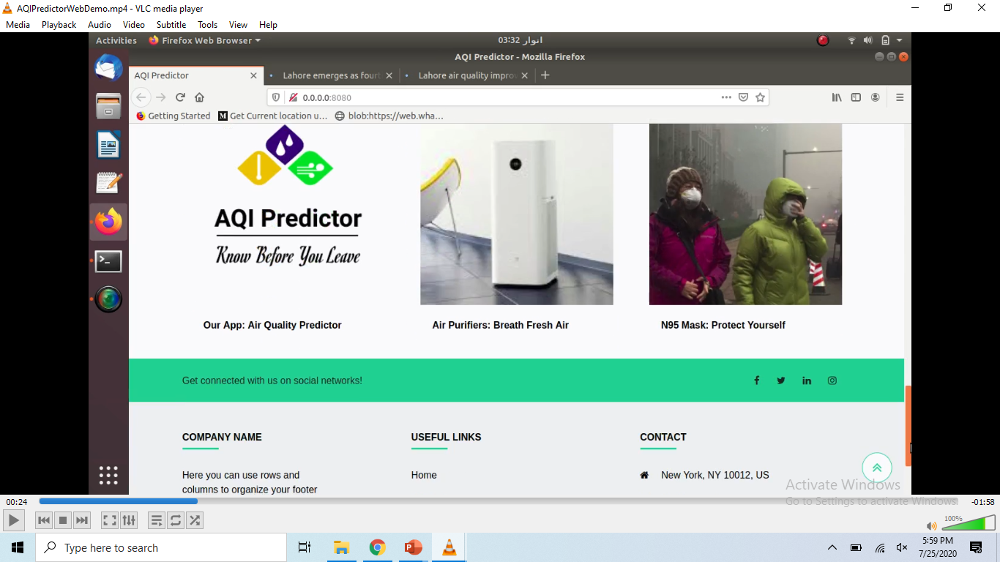 AQIPredictorWebDemo.mp4 - VLC media player
Media Playback Audio Video Subtitle Tools View Help
Activities Firefox Web Browser 03:32 اتوار
AQI Predictor - Mozilla Firefox
AQI Predictor Lahore emerges as fourt Lahore air quality improv
0.0.0.0:8080
Getting Started M Get Current location u... blob:https://web.wha...
AQI Predictor
Know Before You Leave
Our App: Air Quality Predictor Air Purifiers: Breath Fresh Air N95 Mask: Protect Yourself
Get connected with us on social networks!
COMPANY NAME USEFUL LINKS CONTACT
Here you can use rows and Home New York, NY 10012, US
columns to organize your footer
Activate Windows
Go to Settings to activate Windows.
00:24 -01:58
100%
Type here to search
5:59 PM
7/25/2020